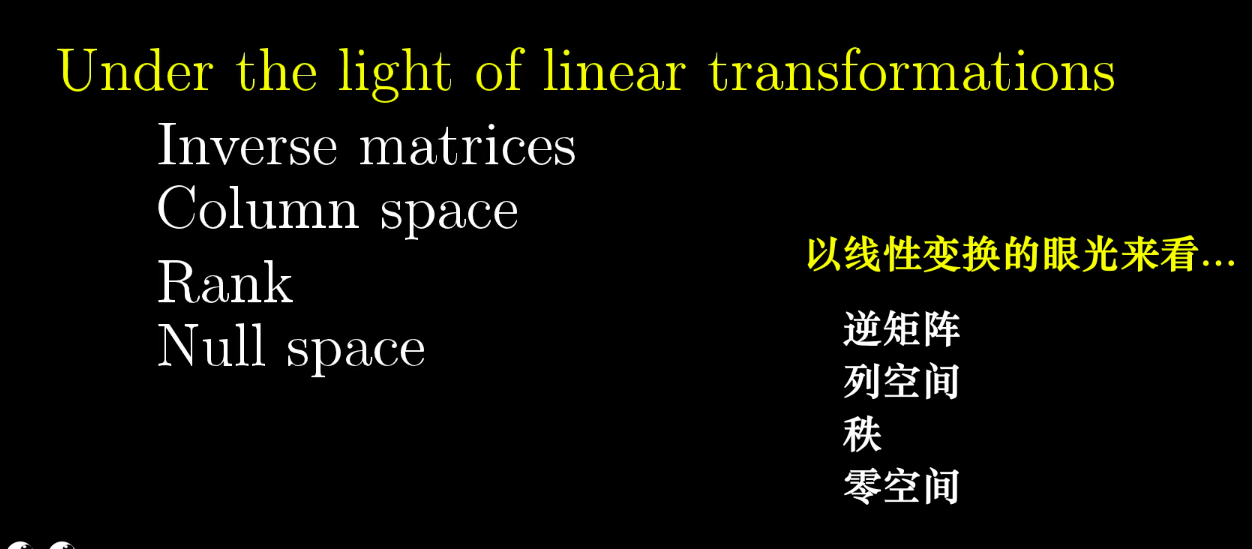 Under the light of linear transformations
Inverse matrices
Column space
Rank
Null space
以线性变换的眼光来看...
逆矩阵
列空间
秩
零空间